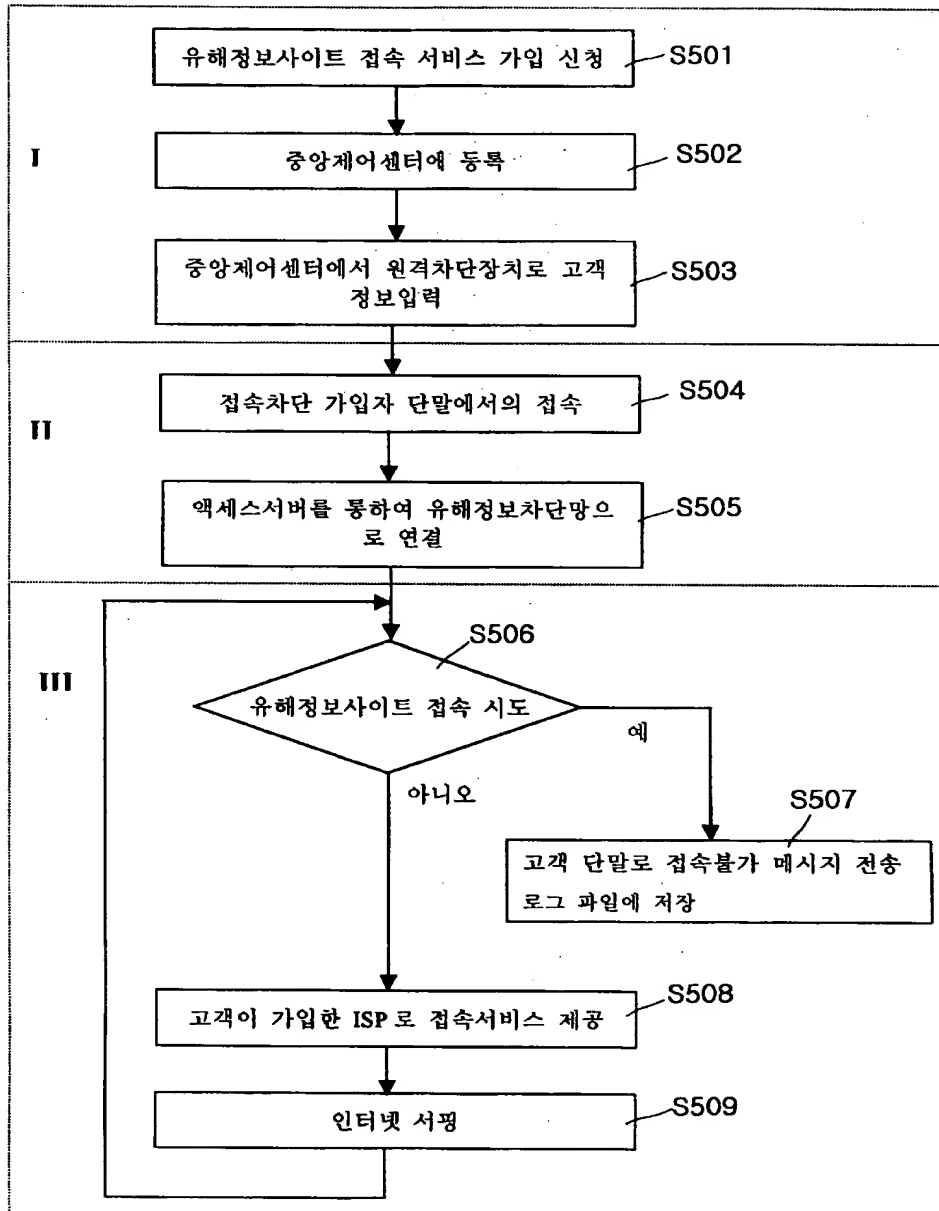 유해정보사이트 접속 서비스 가입 신청
S501
I
중앙제어센터에 등록
S502
중앙제어센터에서 원격차단장치로 고객
정보입력
S503
II
접속차단 가입자 단말에서의 접속
S504
액세스서버를 통하여 유해정보차단망으
로 연결
S505
III
S506
유해정보사이트 접속 시도
예
아니오
S507
고객 단말로 접속불가 메시지 전송
로그 파일에 저장
S508
고객이 가입한 ISP 로 접속서비스 제공
S509
인터넷 서핑